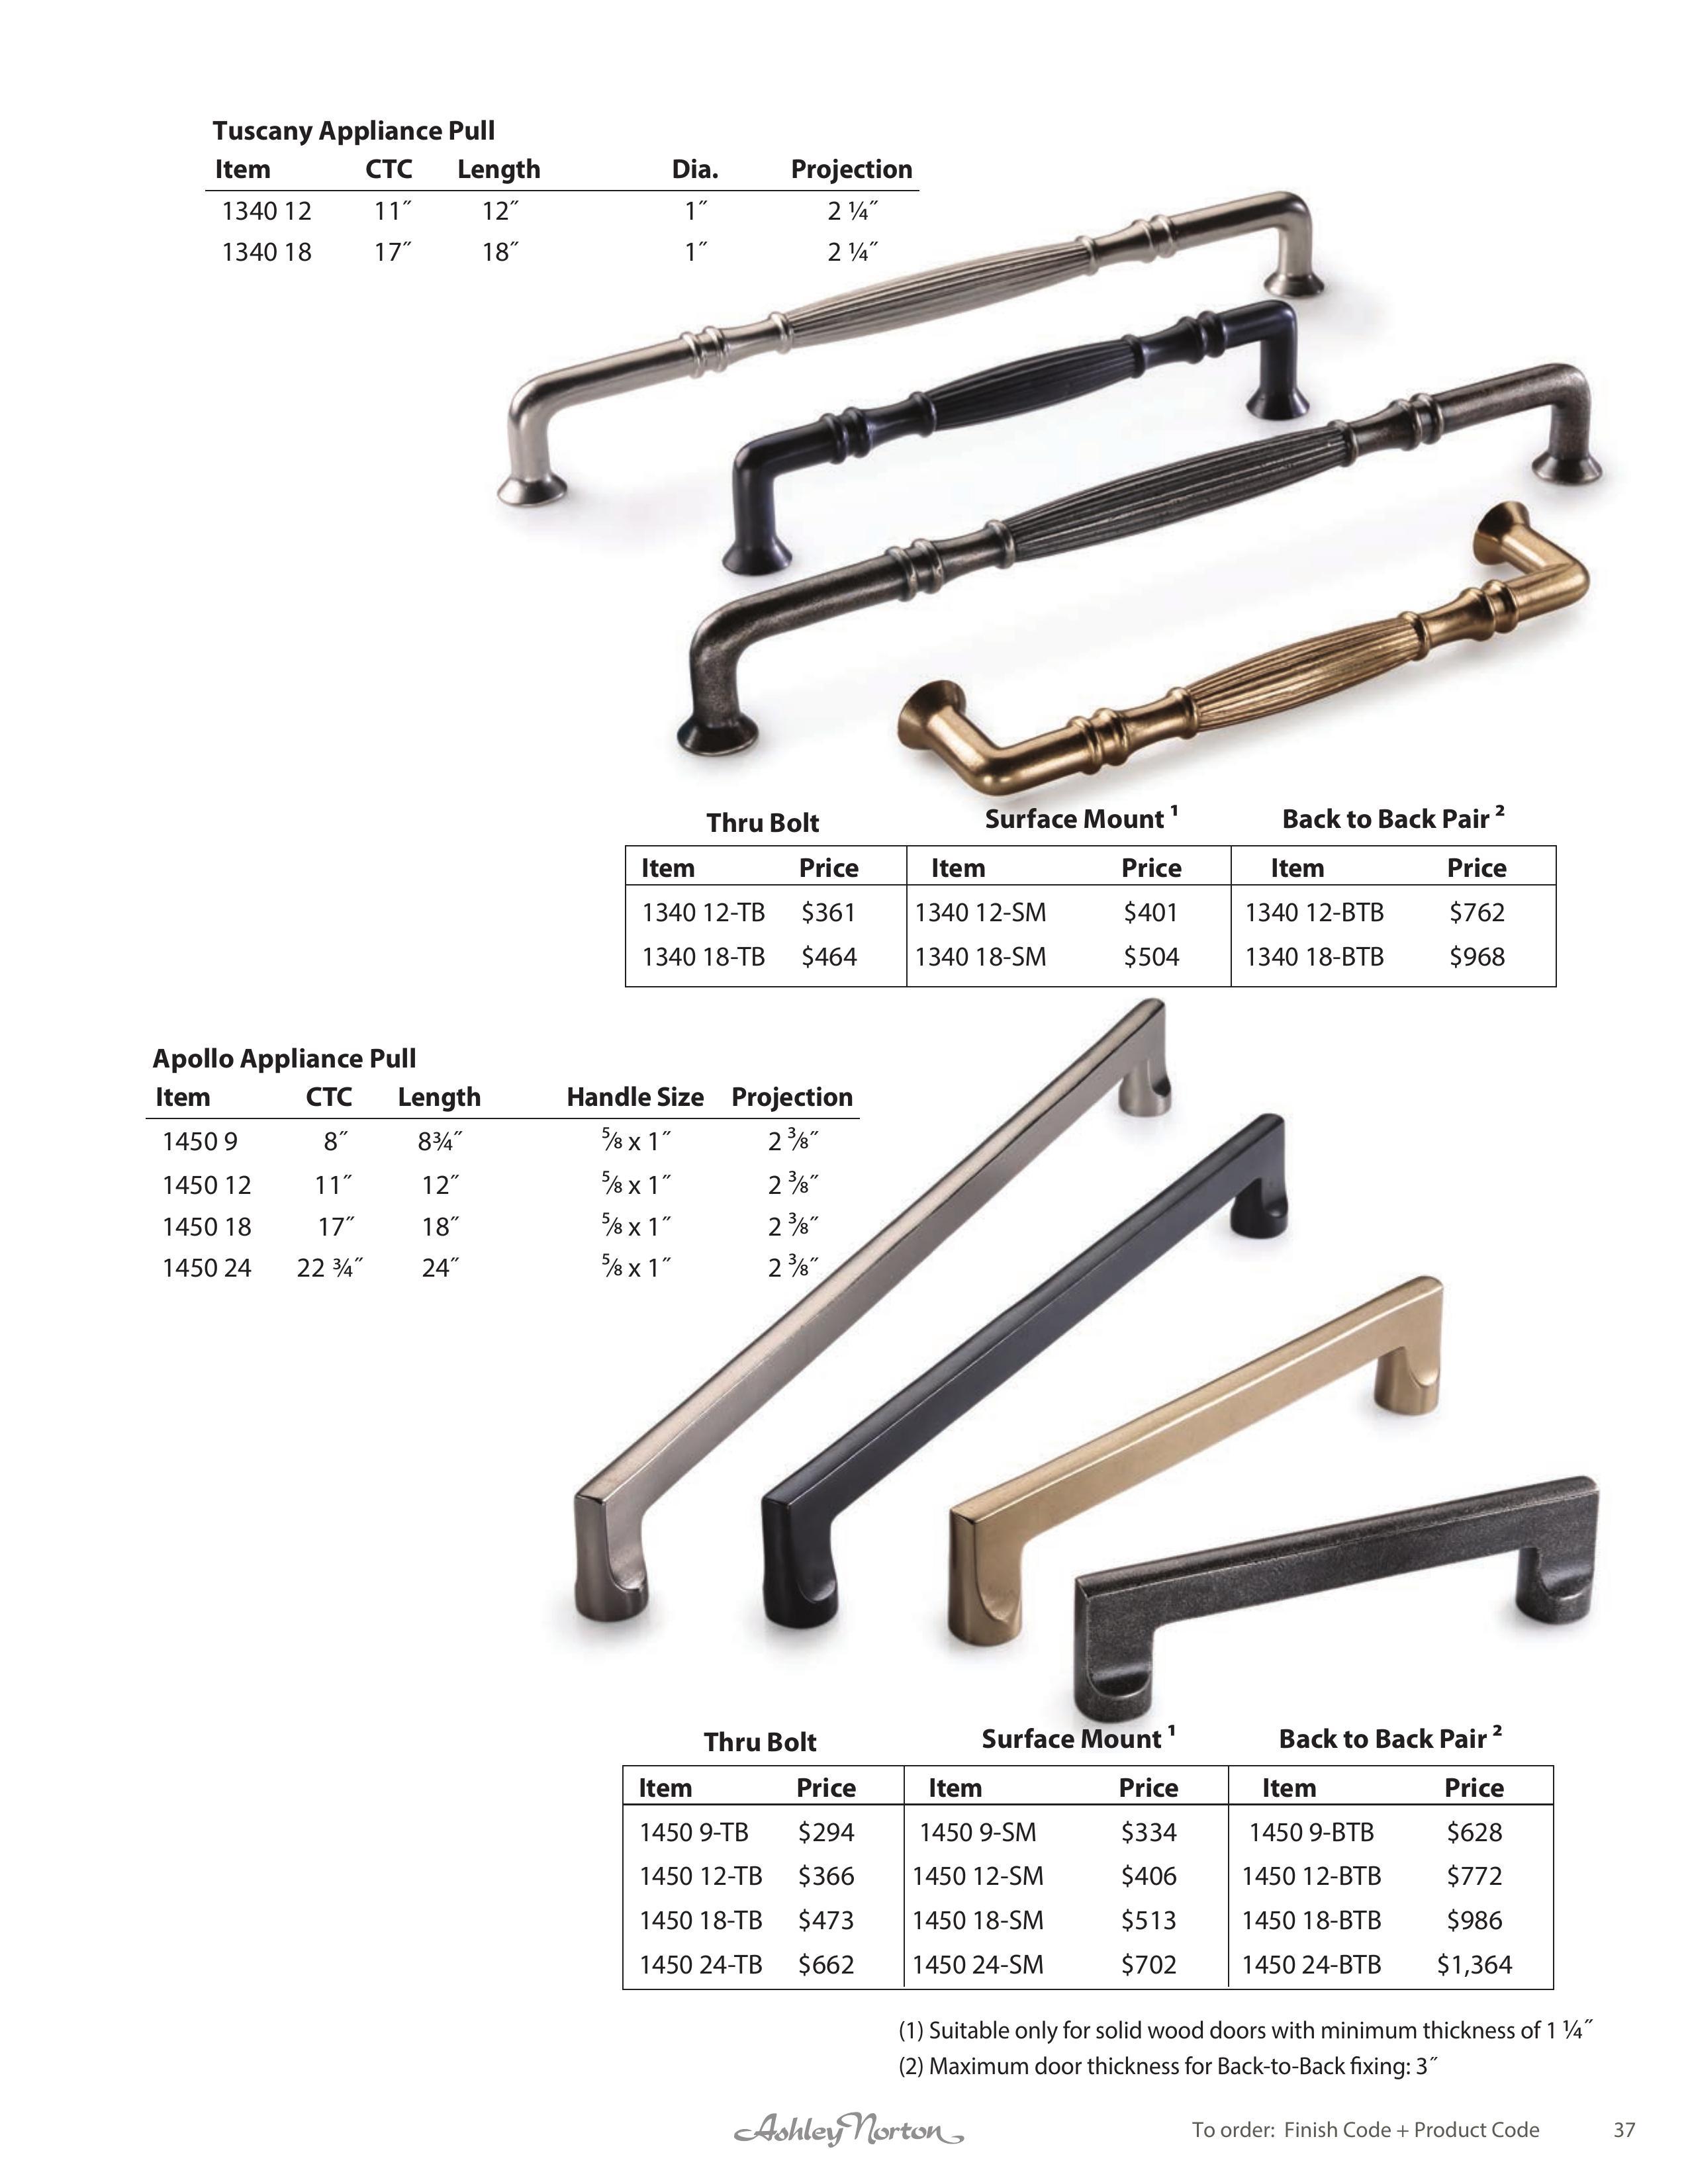 Tuscany Appliance Pull
Item CTC Length Dia. Projection
1340 12 11″ 12″ 1″ 2 ¼″
1340 18 17″ 18″ 1″ 2 ¼″
Thru Bolt Surface Mount ¹ Back to Back Pair ²
Item Price Item Price Item Price
1340 12-TB $361 1340 12-SM $401 1340 12-BTB $762
1340 18-TB $464 1340 18-SM $504 1340 18-BTB $968
Apollo Appliance Pull
Item CTC Length Handle Size Projection
1450 9 8″ 8¾″ ⅝ x 1″ 2 ⅜″
1450 12 11″ 12″ ⅝ x 1″ 2 ⅜″
1450 18 17″ 18″ ⅝ x 1″ 2 ⅜″
1450 24 22 ¾″ 24″ ⅝ x 1″ 2 ⅜″
Thru Bolt Surface Mount ¹ Back to Back Pair ²
Item Price Item Price Item Price
1450 9-TB $294 1450 9-SM $334 1450 9-BTB $628
1450 12-TB $366 1450 12-SM $406 1450 12-BTB $772
1450 18-TB $473 1450 18-SM $513 1450 18-BTB $986
1450 24-TB $662 1450 24-SM $702 1450 24-BTB $1,364
(1) Suitable only for solid wood doors with minimum thickness of 1 ¼″
(2) Maximum door thickness for Back-to-Back fixing: 3″
Ashley Norton To order: Finish Code + Product Code 37